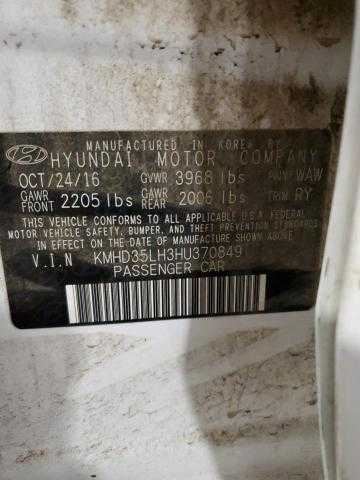 MANUFACTURED IN KOREA BY
HYUNDAI MOTOR COMPANY
OCT/24/16 GVWR 3968 lbs PAINT WAW
GAWR FRONT 2205 lbs GAWR REAR 2006 lbs TRIM RY
THIS VEHICLE CONFORMS TO ALL APPLICABLE U.S. FEDERAL
MOTOR VEHICLE SAFETY, BUMPER, AND THEFT PREVENTION STANDARDS
IN EFFECT ON THE DATE OF MANUFACTURE SHOWN ABOVE.
V.I.N KMHD35LH3HU370849
PASSENGER CAR